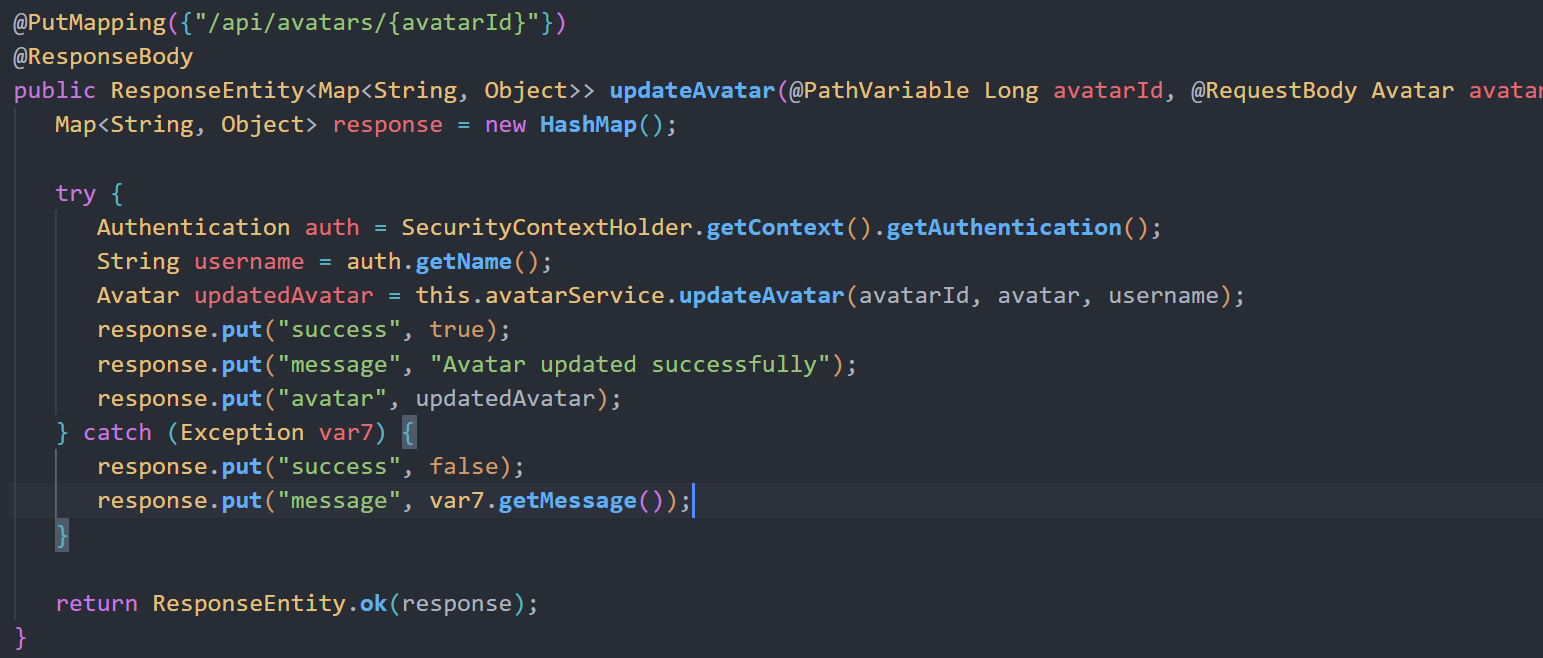 @PutMapping({"/api/avatars/{avatarId}"})
@ResponseBody
public ResponseEntity<Map<String, Object>> updateAvatar(@PathVariable Long avatarId, @RequestBody Avatar avatar
Map<String, Object> response = new HashMap();
try {
Authentication auth = SecurityContextHolder.getContext().getAuthentication();
String username = auth.getName();
Avatar updatedAvatar = this.avatarService.updateAvatar(avatarId, avatar, username);
response.put("success", true);
response.put("message", "Avatar updated successfully");
response.put("avatar", updatedAvatar);
} catch (Exception var7) {
response.put("success", false);
response.put("message", var7.getMessage());
}
return ResponseEntity.ok(response);
}